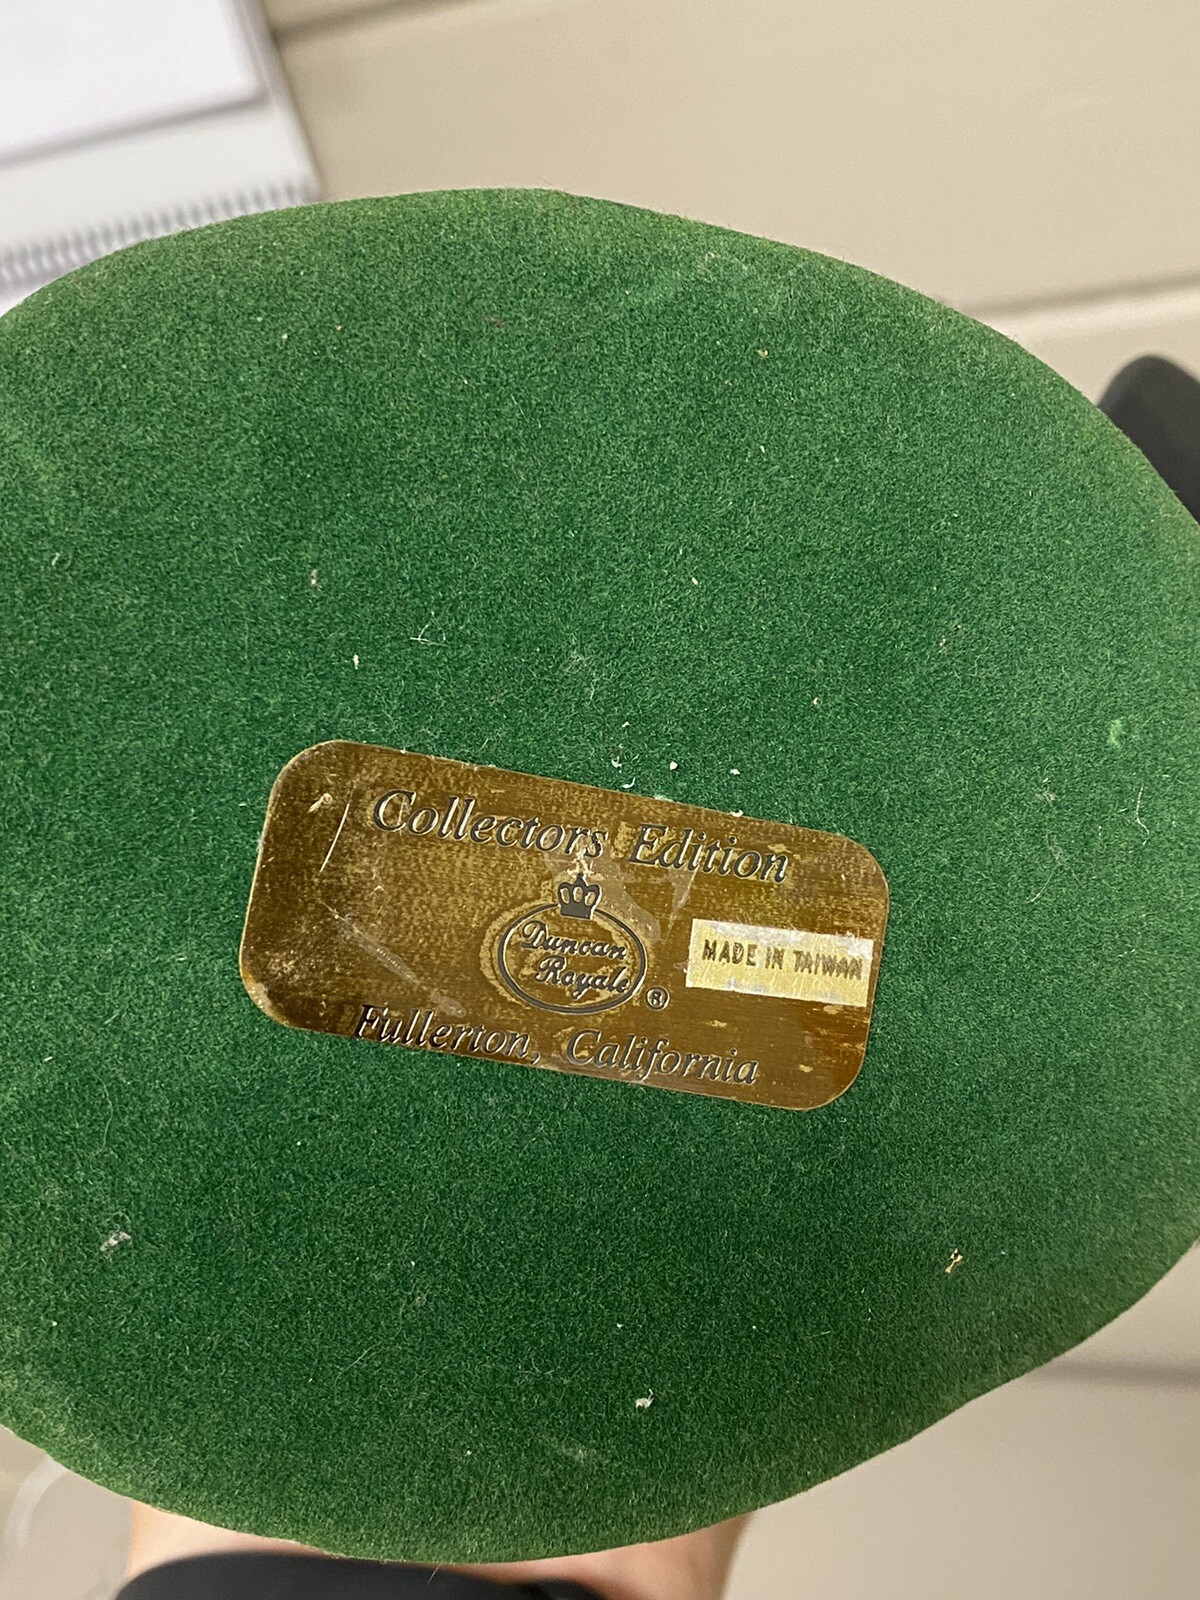 Collectors Edition
Duncan
Royale
®
MADE IN TAIWAN
Fullerton, California